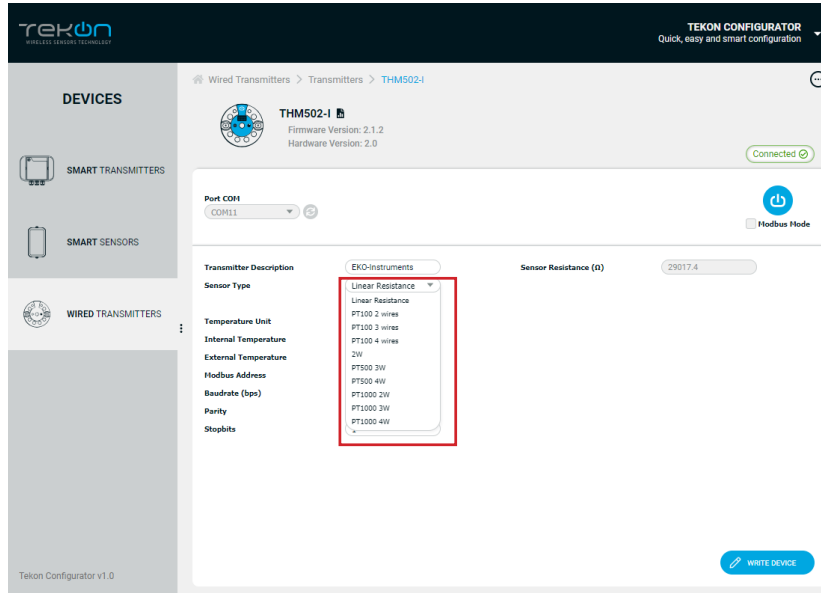 Tekon
WIRELESS SENSORS TECHNOLOGY
TEKON CONFIGURATOR
Quick, easy and smart configuration
DEVICES
SMART TRANSMITTERS
SMART SENSORS
WIRED TRANSMITTERS
Tekon Configurator v1.0
Wired Transmitters > Transmitters > THM502-I
THM502-I
Firmware Version: 2.1.2
Hardware Version: 2.0
Connected
Port COM
COM11
Modbus Mode
Transmitter Description EKO-Instruments Sensor Resistance (Ω) 29017.4
Sensor Type Linear Resistance
Linear Resistance
PT100 2 wires
PT100 3 wires
PT100 4 wires
2W
PT500 3W
PT500 4W
PT1000 2W
PT1000 3W
PT1000 4W
Temperature Unit
Internal Temperature
External Temperature
Modbus Address
Baudrate (bps)
Parity
Stopbits
WRITE DEVICE